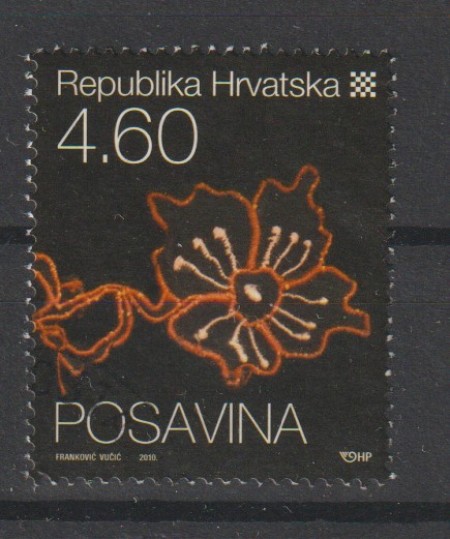 Republika Hrvatska
4.60
POSAVINA
FRANKOVIĆ VUČIĆ 2010. HP